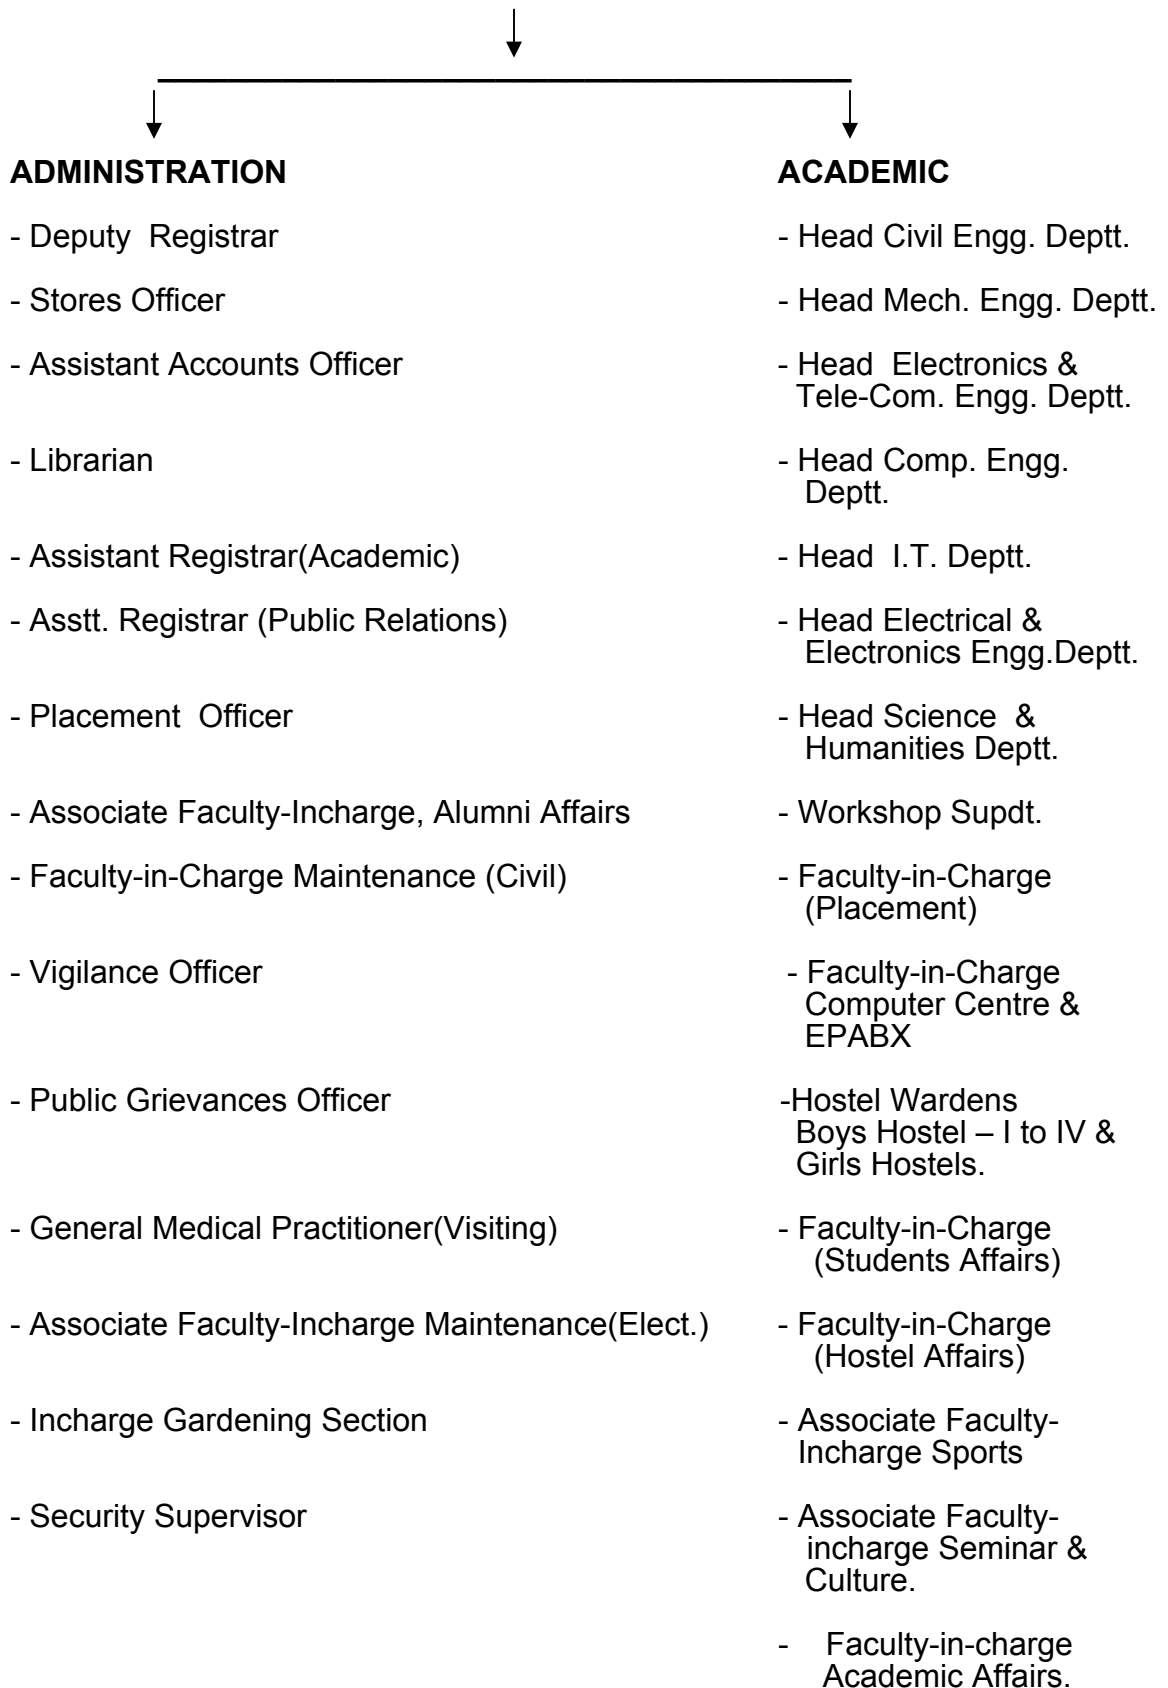 ADMINISTRATION
- Deputy Registrar
- Stores Officer
- Assistant Accounts Officer
- Librarian
- Assistant Registrar(Academic)
- Asstt. Registrar (Public Relations)
- Placement Officer
- Associate Faculty-Incharge, Alumni Affairs
- Faculty-in-Charge Maintenance (Civil)
- Vigilance Officer
- Public Grievances Officer
- General Medical Practitioner(Visiting)
- Associate Faculty-Incharge Maintenance(Elect.)
- Incharge Gardening Section
- Security Supervisor
ACADEMIC
- Head Civil Engg. Deptt.
- Head Mech. Engg. Deptt.
- Head Electronics &
Tele-Com. Engg. Deptt.
- Head Comp. Engg.
Deptt.
- Head I.T. Deptt.
- Head Electrical &
Electronics Engg.Deptt.
- Head Science &
Humanities Deptt.
- Workshop Supdt.
- Faculty-in-Charge
(Placement)
- Faculty-in-Charge
Computer Centre &
EPABX
-Hostel Wardens
Boys Hostel – I to IV &
Girls Hostels.
- Faculty-in-Charge
(Students Affairs)
- Faculty-in-Charge
(Hostel Affairs)
- Associate Faculty-
Incharge Sports
- Associate Faculty-
incharge Seminar &
Culture.
- Faculty-in-charge
Academic Affairs.